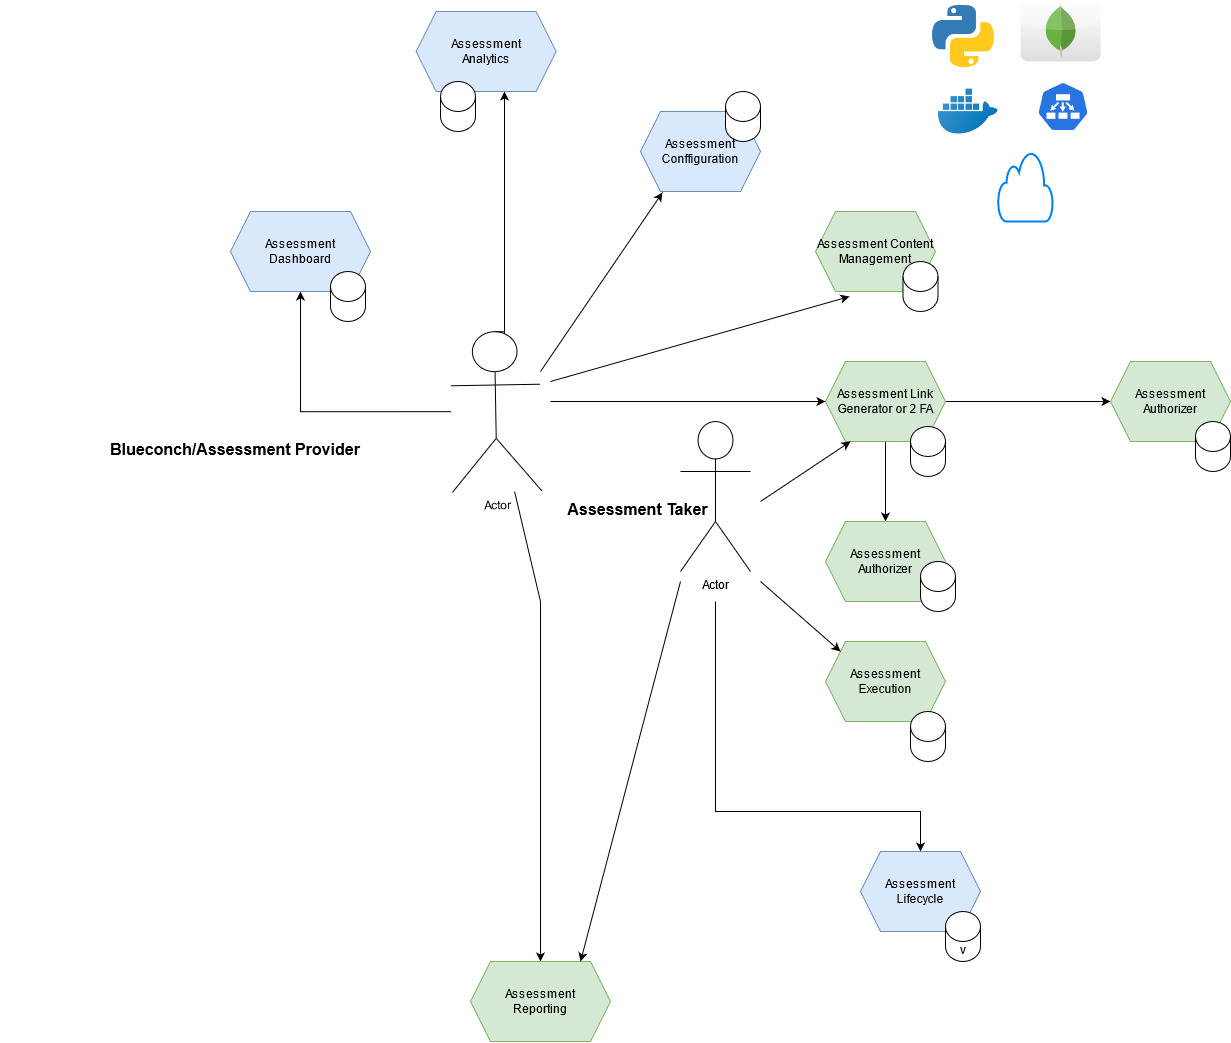 Assessment
Analytics
Assessment
Conffiguration
Assessment
Dashboard
Assessment Content
Management
Assessment Link
Generator or 2 FA
Assessment
Authorizer
Blueconch/Assessment Provider
Actor
Assessment Taker
Assessment
Authorizer
Actor
Assessment
Execution
Assessment
Lifecycle
v
Assessment
Reporting